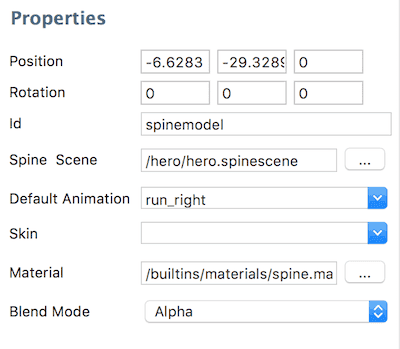 Properties
Position -6.6283 -29.3289 0
Rotation 0 0 0
Id spinemodel
Spine Scene /hero/hero.spinescene ...
Default Animation run_right
Skin
Material /builtins/materials/spine.ma ...
Blend Mode Alpha